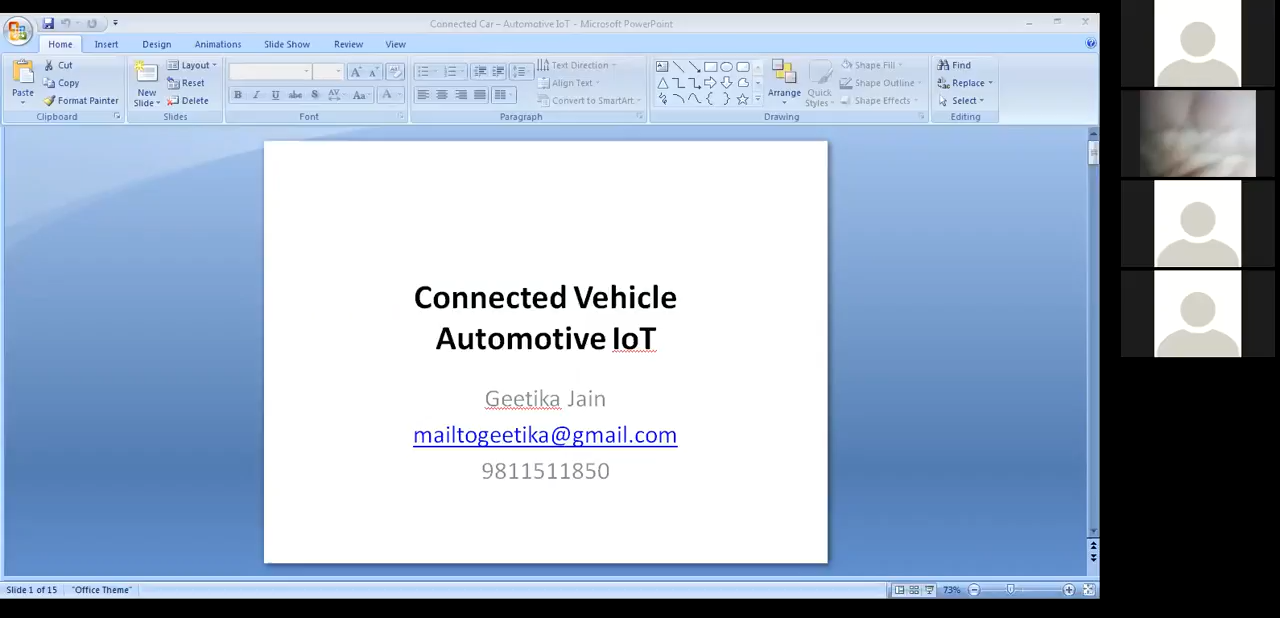 Connected Car – Automotive IoT - Microsoft PowerPoint
Home Insert Design Animations Slide Show Review View
Paste
Cut
Copy
Format Painter
Clipboard
New Slide
Layout
Reset
Delete
Slides
B I U abc S AV Aa A
Font
Text Direction
Align Text
Convert to SmartArt
Paragraph
Arrange
Quick Styles
Shape Fill
Shape Outline
Shape Effects
Drawing
Find
Replace
Select
Editing
Connected Vehicle
Automotive IoT
Geetika Jain
mailtogeetika@gmail.com
9811511850
Slide 1 of 15 "Office Theme" 73%